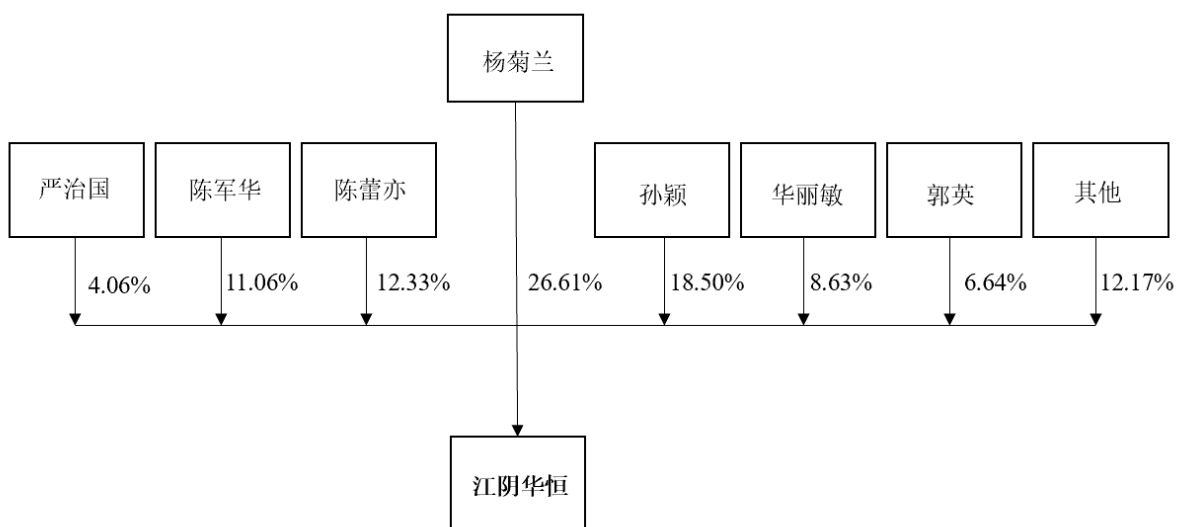 杨菊兰
严治国
陈军华
陈蕾亦
孙颖
华丽敏
郭英
其他
4.06%
11.06%
12.33%
26.61%
18.50%
8.63%
6.64%
12.17%
江阴华恒